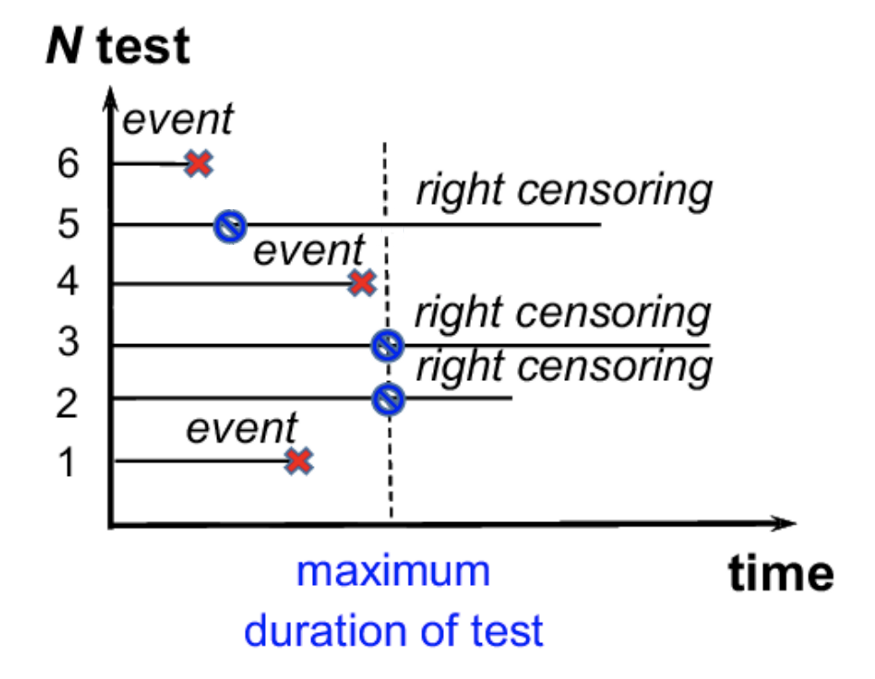 N test
event
6
right censoring
5
event
4
right censoring
3
right censoring
2
event
1
time
maximum
duration of test